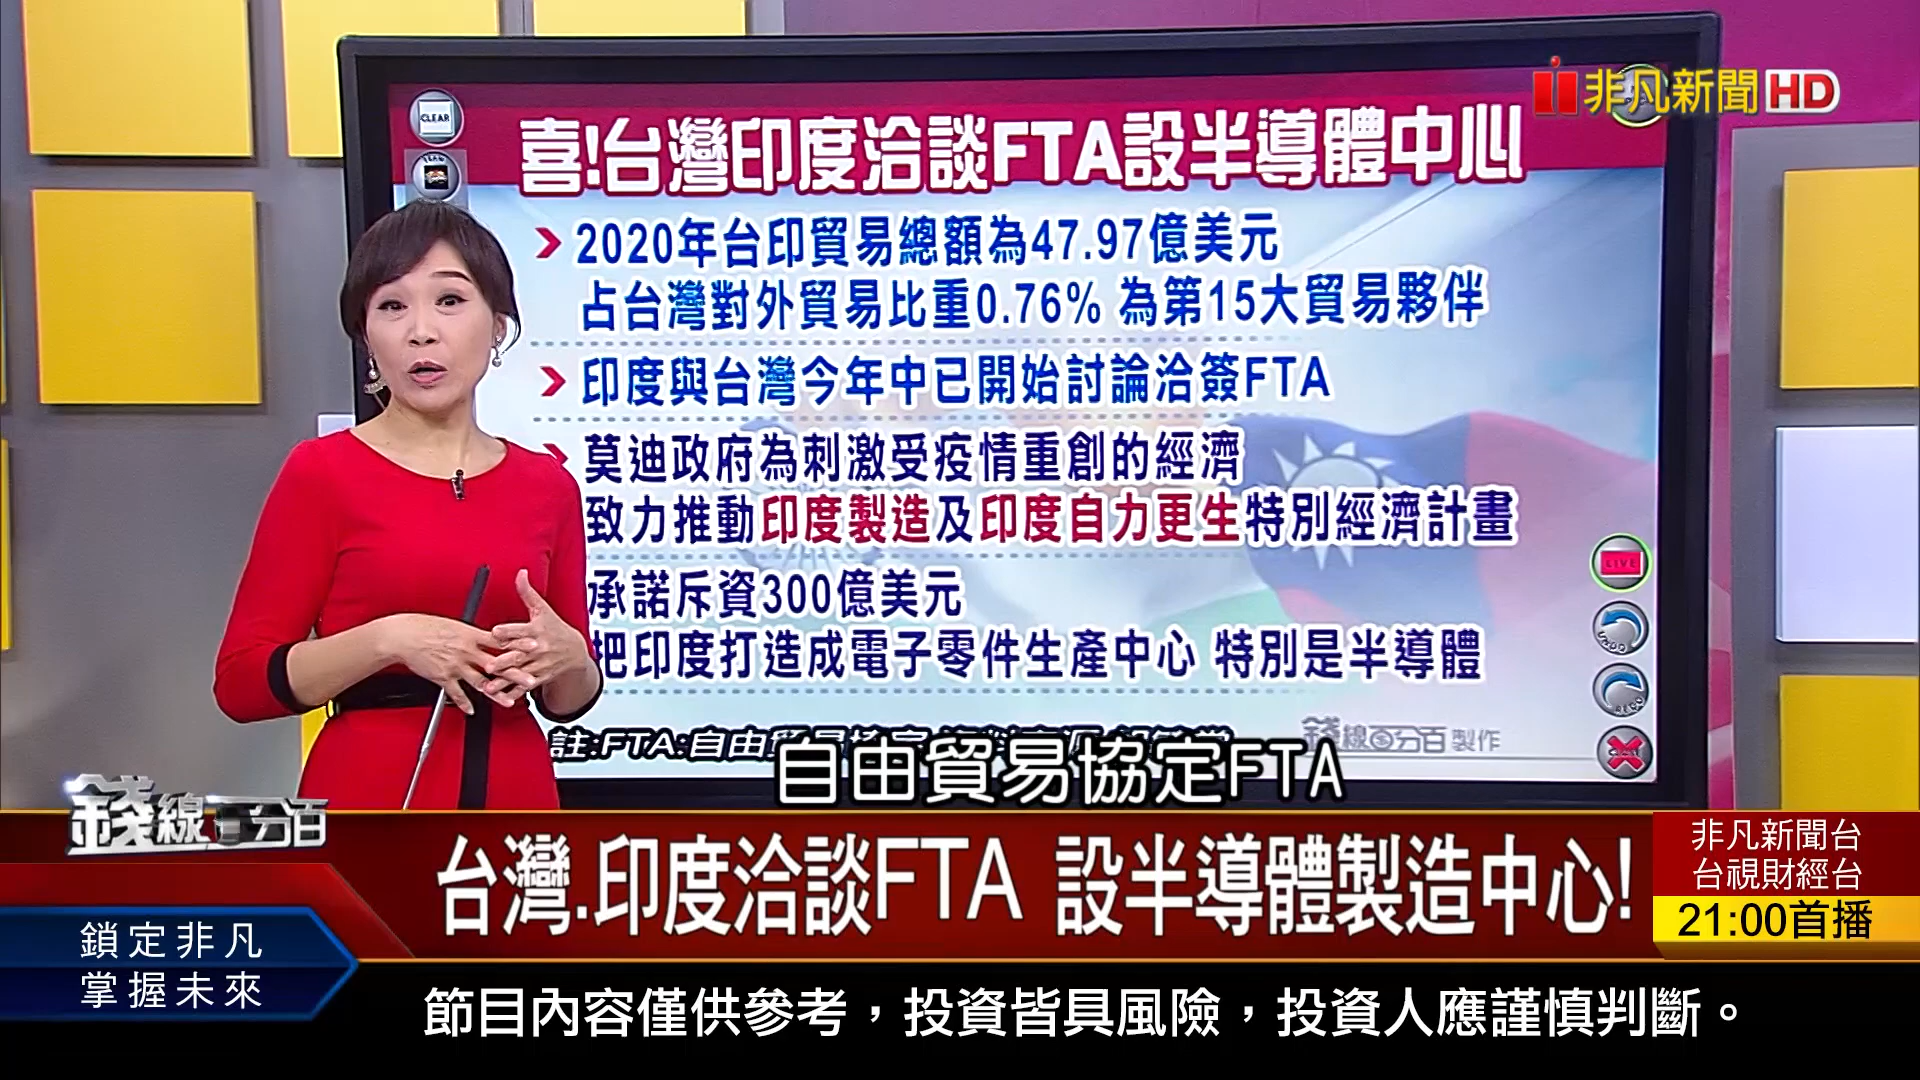 非凡新聞HD
CLEAR
喜!台灣印度洽談FTA設半導體中心
2020年台印貿易總額為47.97億美元
占台灣對外貿易比重0.76% 為第15大貿易夥伴
印度與台灣今年中已開始討論洽簽FTA
莫迪政府為刺激受疫情重創的經濟
致力推動印度製造及印度自力更生特別經濟計畫
承諾斥資300億美元
把印度打造成電子零件生產中心 特別是半導體
LIVE
UNDO
REDO
註:FTA:自由
錢線百分百製作
自由貿易協定FTA
錢線百分百
台灣.印度洽談FTA 設半導體製造中心!
非凡新聞台
台視財經台
21:00首播
鎖定非凡
掌握未來
節目內容僅供參考，投資皆具風險，投資人應謹慎判斷。